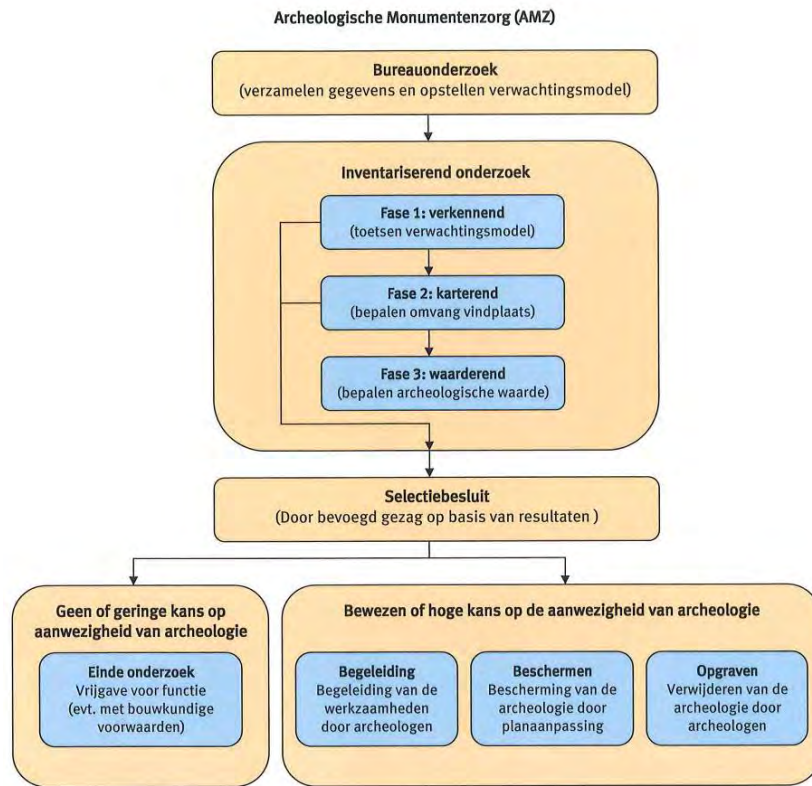 Archeologische Monumentenzorg (AMZ)
Bureauonderzoek
(verzamelen gegevens en opstellen verwachtingsmodel)
Inventariserend onderzoek
Fase 1: verkennend
(toetsen verwachtingsmodel)
Fase 2: karterend
(bepalen omvang vindplaats)
Fase 3: waarderend
(bepalen archeologische waarde)
Selectiebesluit
(Door bevoegd gezag op basis van resultaten )
Geen of geringe kans op
aanwezigheid van archeologie
Einde onderzoek
Vrijgave voor functie
(evt. met bouwkundige
voorwaarden)
Bewezen of hoge kans op de aanwezigheid van archeologie
Begeleiding
Begeleiding van de
werkzaamheden
door archeologen
Beschermen
Bescherming van de
archeologie door
planaanpassing
Opgraven
Verwijderen van de
archeologie door
archeologen